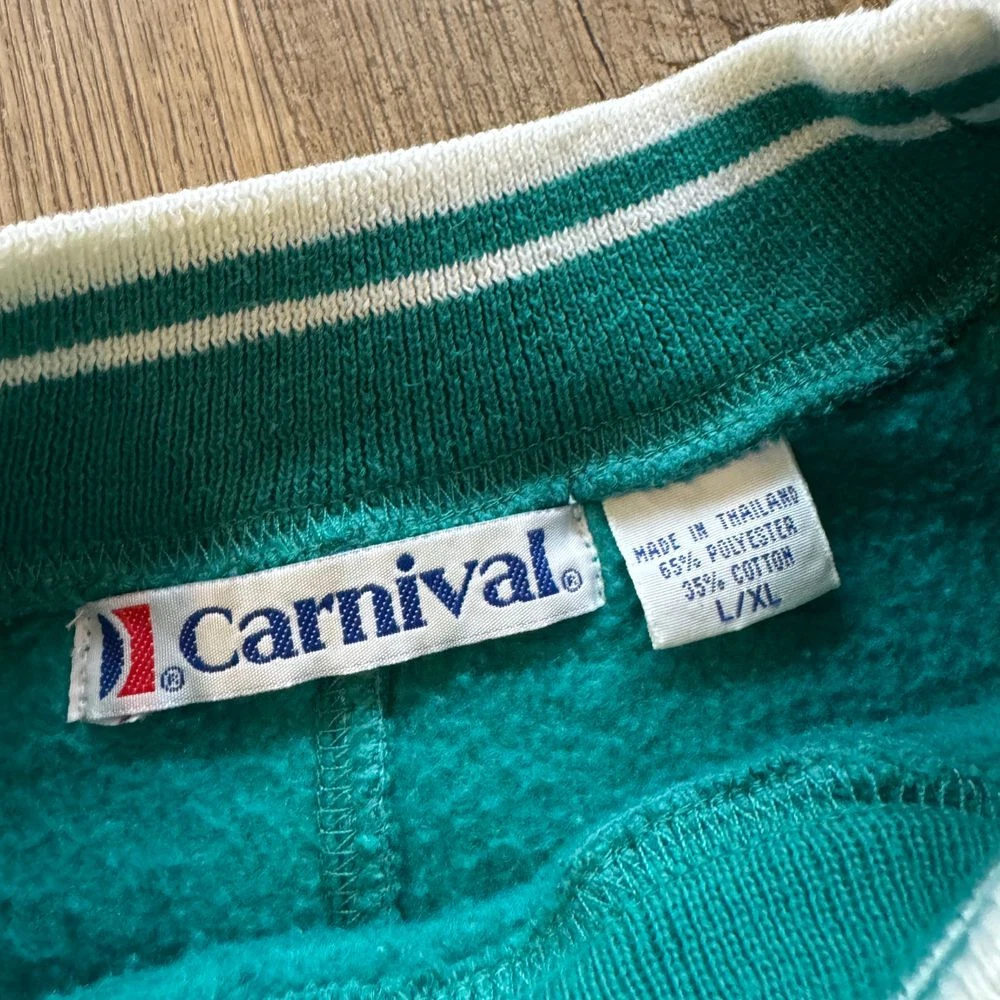 Carnival®
®
MADE IN THAILAND
65% POLYESTER
35% COTTON
L/XL